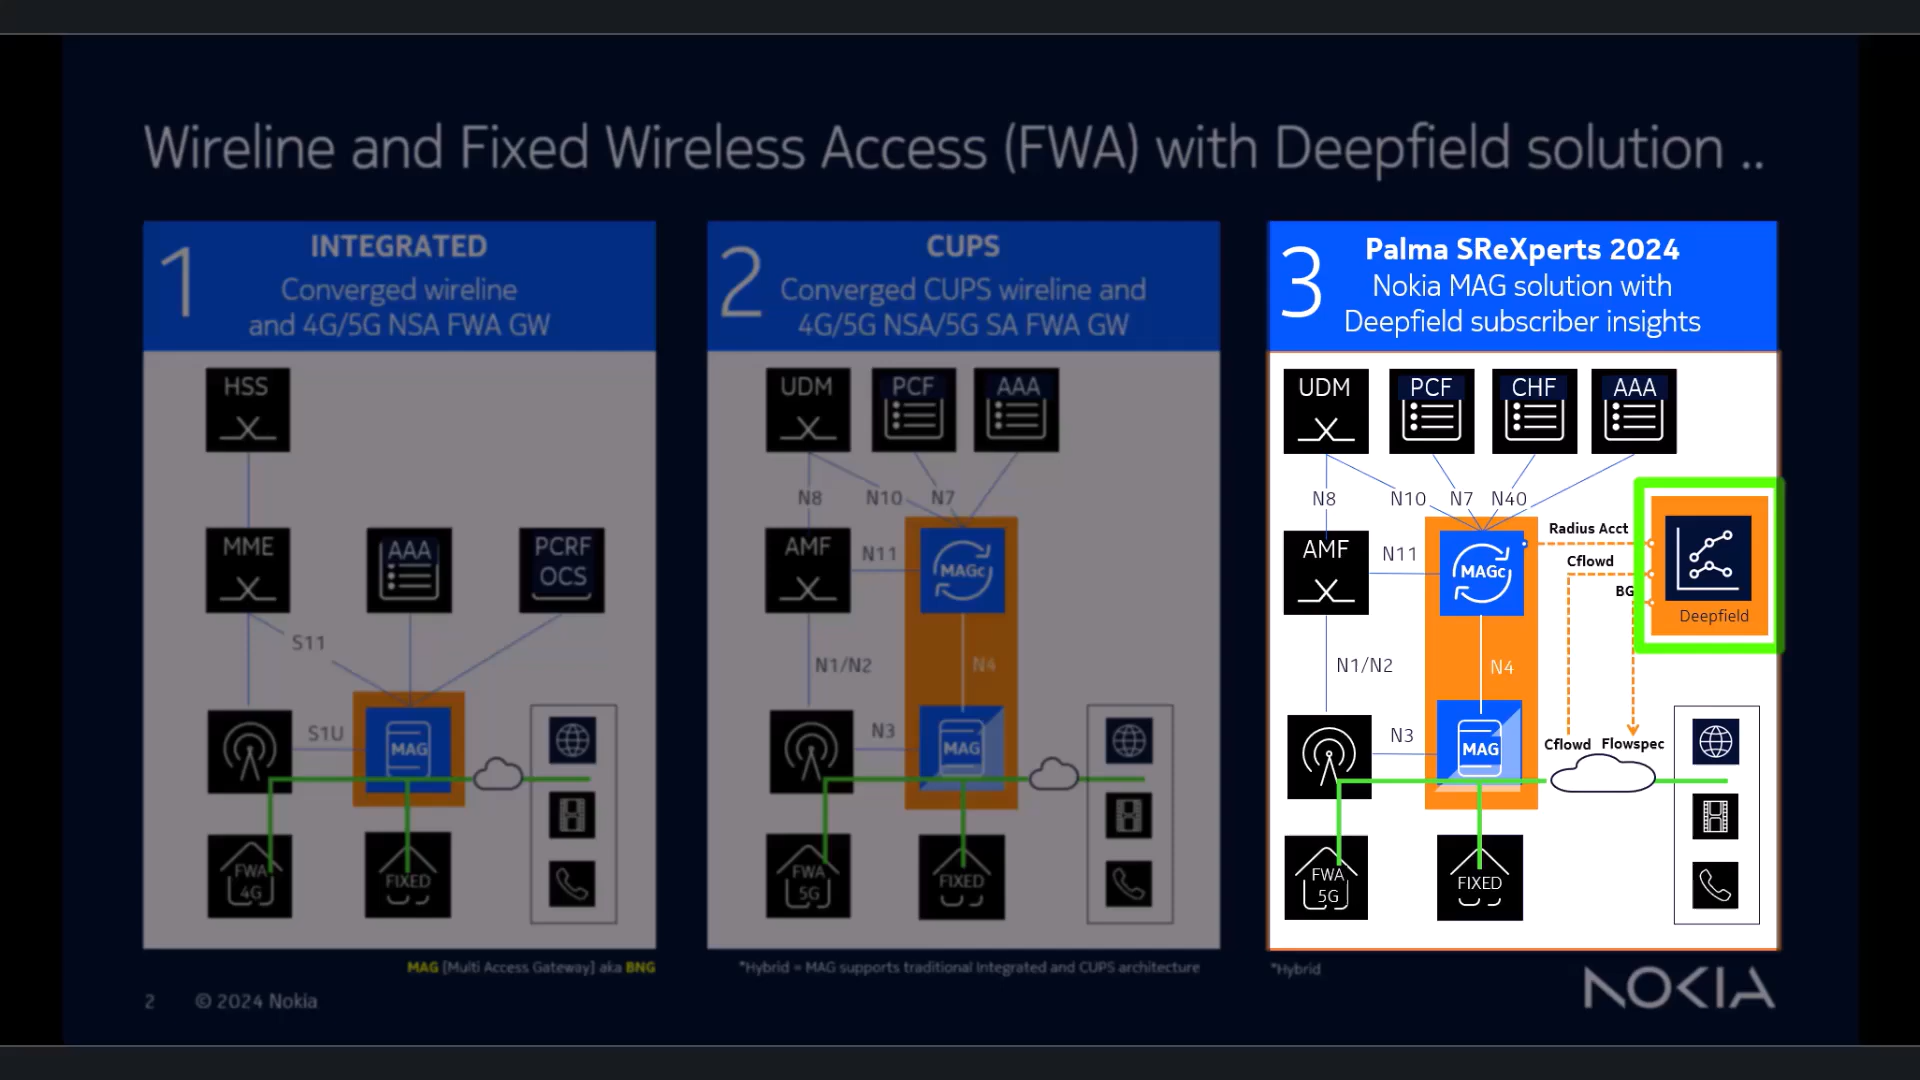 Wireline and Fixed Wireless Access (FWA) with Deepfield solution ..
1
INTEGRATED
Converged wireline
and 4G/5G NSA FWA GW
HSS
MME
AAA
PCRF
OCS
S11
S1U
MAG
FWA
4G
FIXED
MAG [Multi Access Gateway] aka BNG
2
CUPS
Converged CUPS wireline and
4G/5G NSA/5G SA FWA GW
UDM
PCF
AAA
N8
N10
N7
AMF
N11
MAGc
N1/N2
N4
N3
MAG
FWA
5G
FIXED
*Hybrid = MAG supports traditional Integrated and CUPS architecture
3
Palma SReXperts 2024
Nokia MAG solution with
Deepfield subscriber insights
UDM
PCF
CHF
AAA
N8
N10
N7
N40
Radius Acct
AMF
N11
MAGc
Cflowd
BG
Deepfield
N1/N2
N4
N3
MAG
Cflowd
Flowspec
FWA
5G
FIXED
*Hybrid
2
© 2024 Nokia
NOKIA